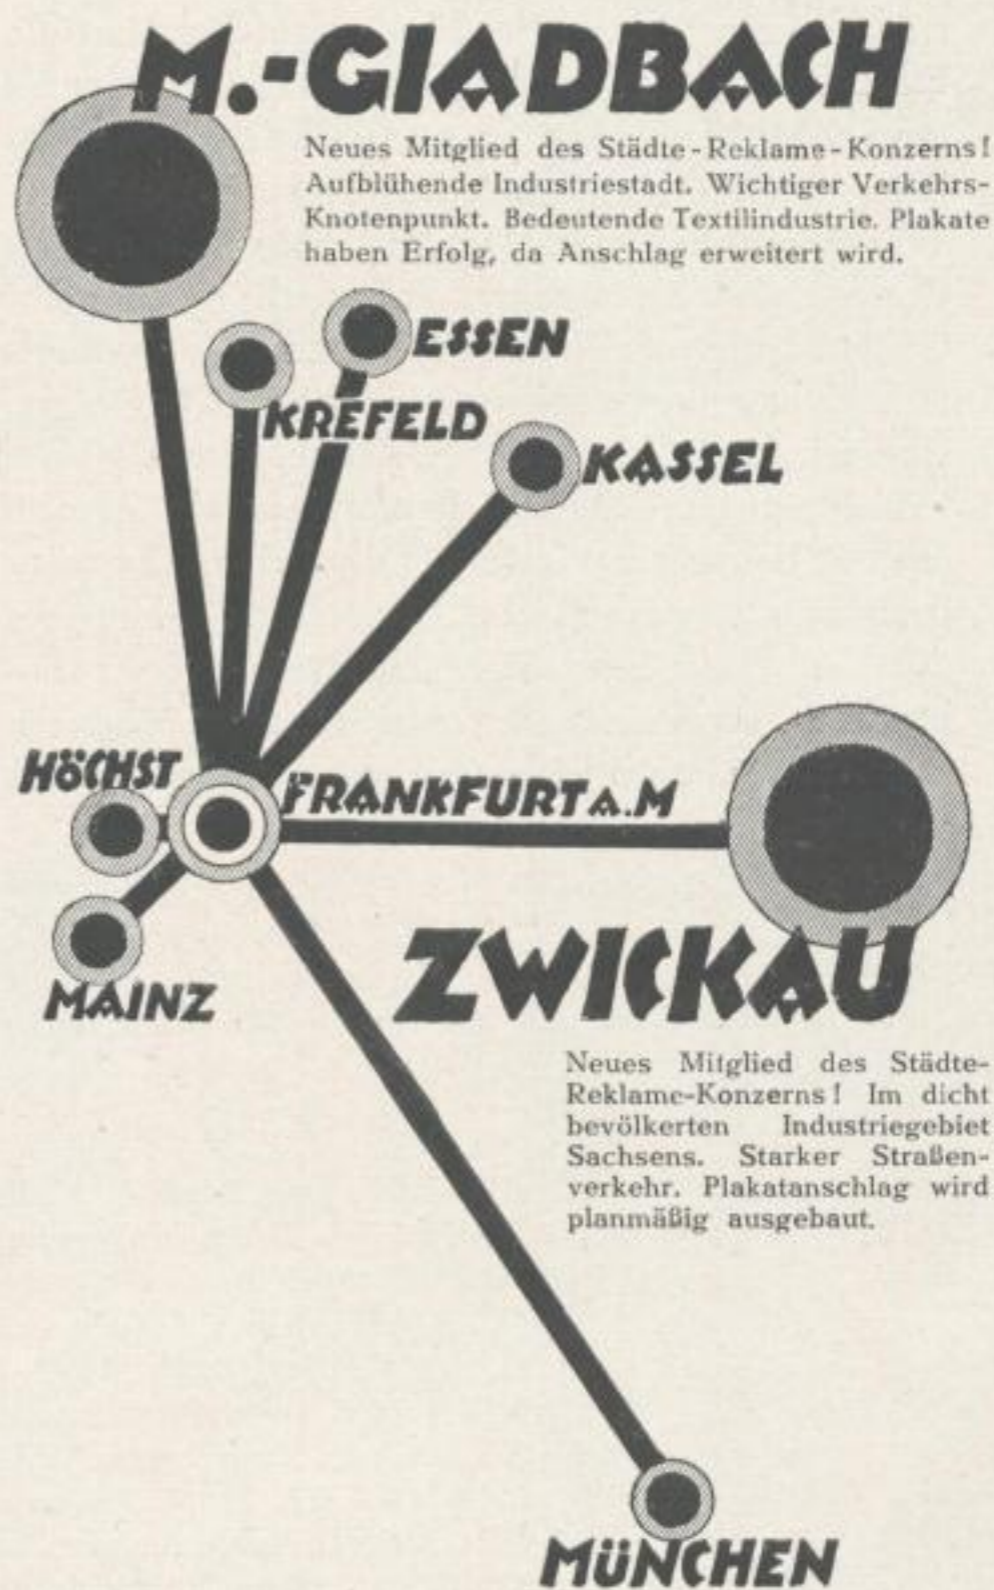 M.-GLADBACH
Neues Mitglied des Städte-Reklame-Konzerns!
Aufblühende Industriestadt. Wichtiger Verkehrs-
Knotenpunkt. Bedeutende Textilindustrie. Plakate
haben Erfolg, da Anschlag erweitert wird.
ESSEN
KREFELD
KASSEL
HÖCHST
FRANKFURT A.M
MAINZ
ZWICKAU
Neues Mitglied des Städte-
Reklame-Konzerns! Im dicht
bevölkerten Industriegebiet
Sachsens. Starker Straßen-
verkehr. Plakatanschlag wird
planmäßig ausgebaut.
MÜNCHEN